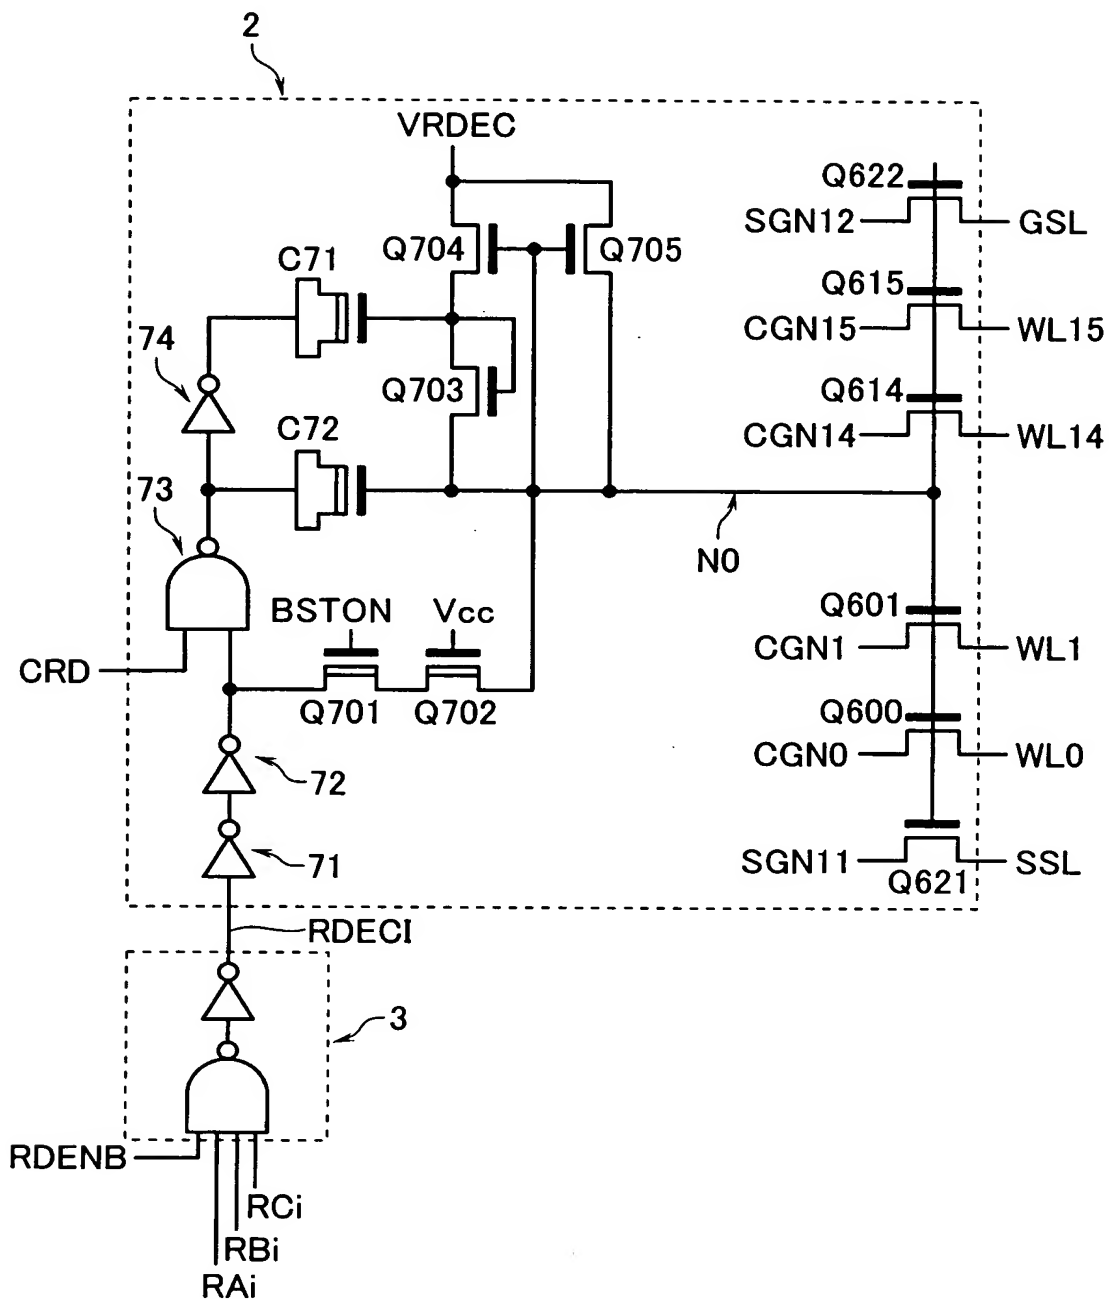 2
VRDEC
Q622
SGN12
GSL
Q704
Q705
C71
Q615
CGN15
WL15
74
Q703
Q614
CGN14
WL14
C72
73
N0
BSTON
Vcc
Q601
CGN1
WL1
CRD
Q701
Q702
Q600
CGN0
WL0
72
71
SGN11
SSL
Q621
RDECI
3
RDENB
RCi
RBi
RAi